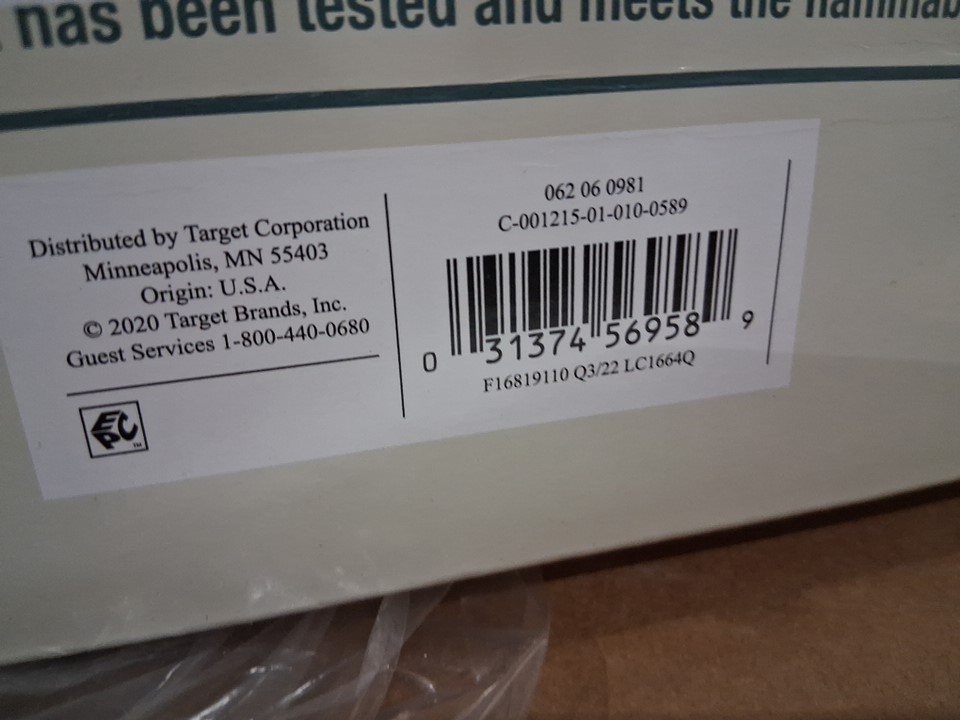 has been tested and meets the
Distributed by Target Corporation
Minneapolis, MN 55403
Origin: U.S.A.
© 2020 Target Brands, Inc.
Guest Services 1-800-440-0680
EPC
TM
062 06 0981
C-001215-01-010-0589
0 31374 56958 9
F16819110 Q3/22 LC1664Q